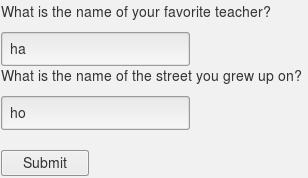 What is the name of your favorite teacher?
ha
What is the name of the street you grew up on?
ho
Submit